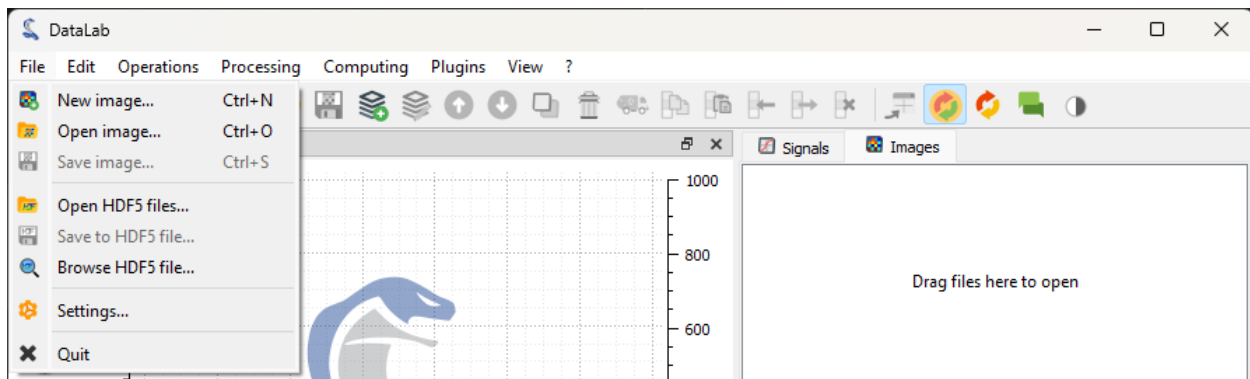 DataLab
File Edit Operations Processing Computing Plugins View ?
New image... Ctrl+N
Open image... Ctrl+O
Save image... Ctrl+S
Open HDF5 files...
Save to HDF5 file...
Browse HDF5 file...
Settings...
Quit
1000
800
600
Signals Images
Drag files here to open